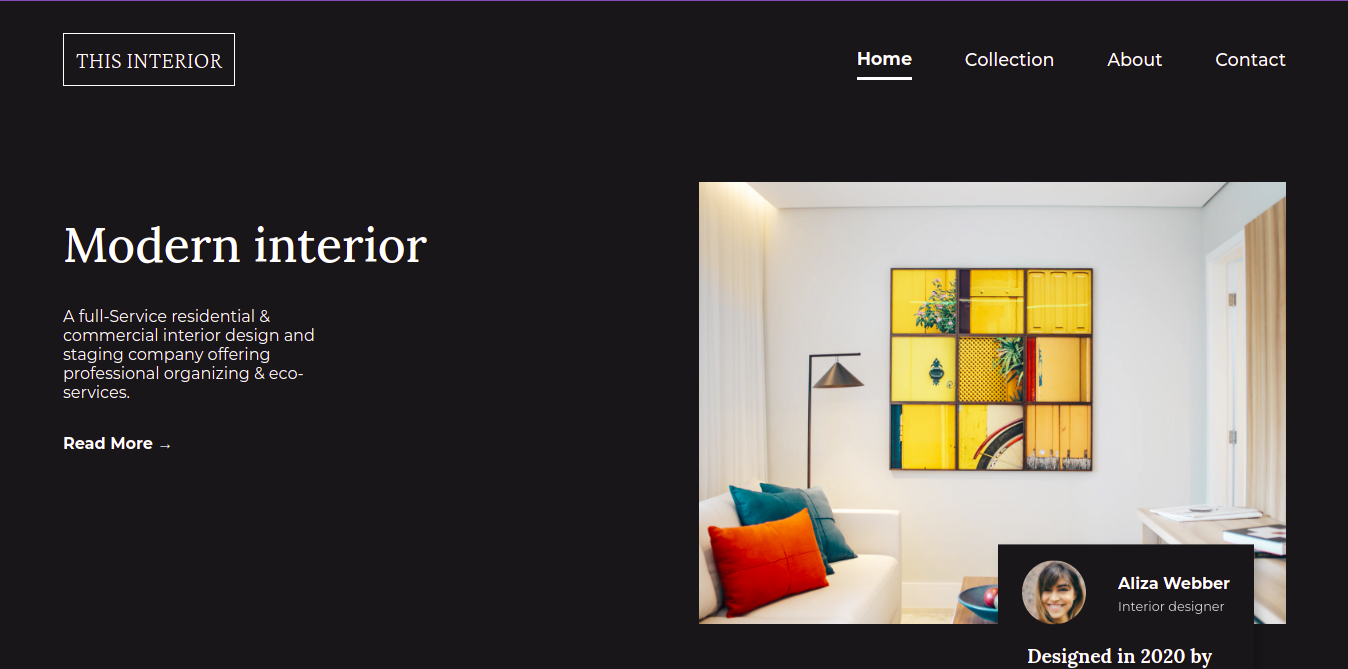 THIS INTERIOR
Home
Collection
About
Contact
Modern interior
A full-Service residential &
commercial interior design and
staging company offering
professional organizing & eco-
services.
Read More →
Aliza Webber
Interior designer
Designed in 2020 by